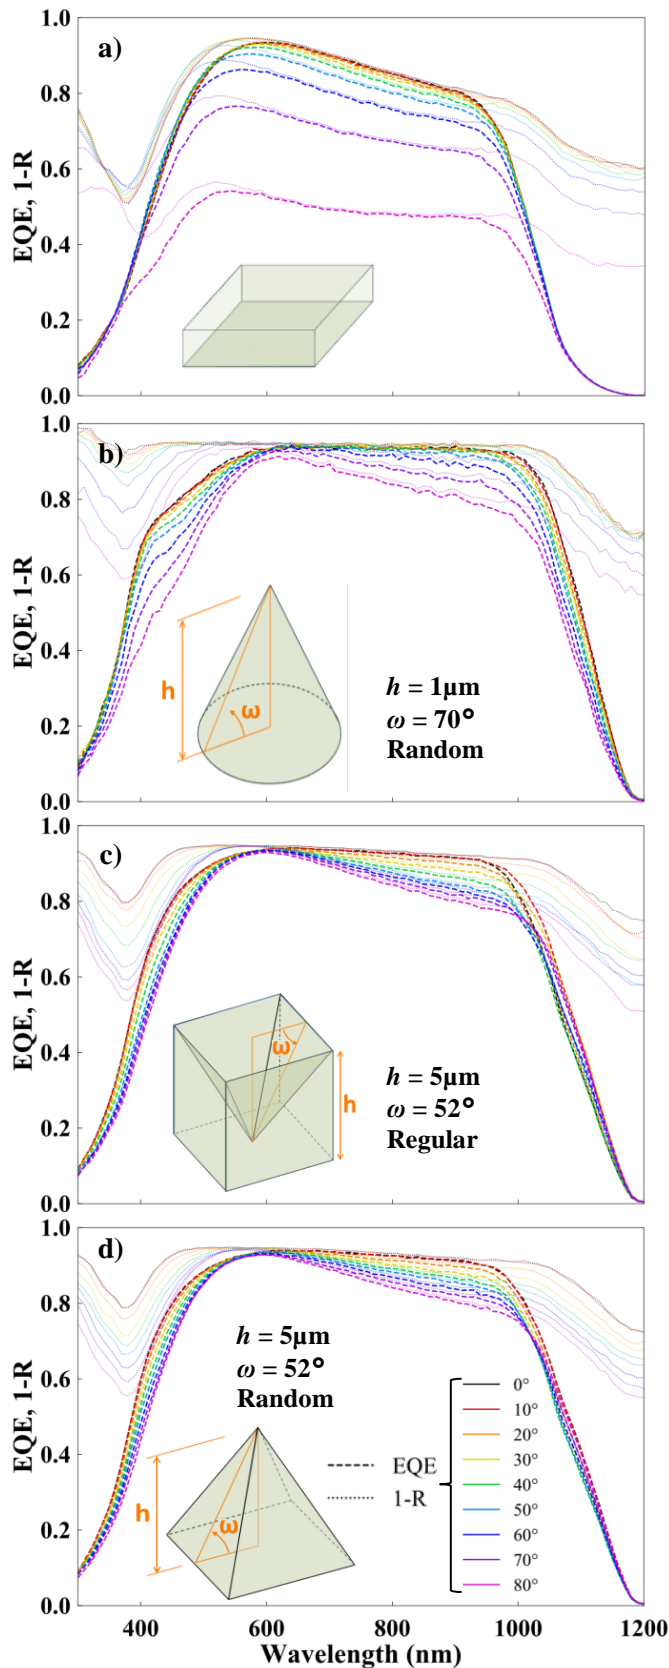 1.0
a)
0.8
0.6
0.4
0.2
0.0
EQE, 1-R
1.0
b)
0.8
0.6
0.4
0.2
0.0
EQE, 1-R
h
ω
h = 1μm
ω = 70°
Random
1.0
c)
0.8
0.6
0.4
0.2
0.0
EQE, 1-R
ω
h
h = 5μm
ω = 52°
Regular
1.0
d)
0.8
0.6
0.4
0.2
0.0
EQE, 1-R
h = 5μm
ω = 52°
Random
h
ω
EQE
1-R
0°
10°
20°
30°
40°
50°
60°
70°
80°
400 600 800 1000 1200
Wavelength (nm)